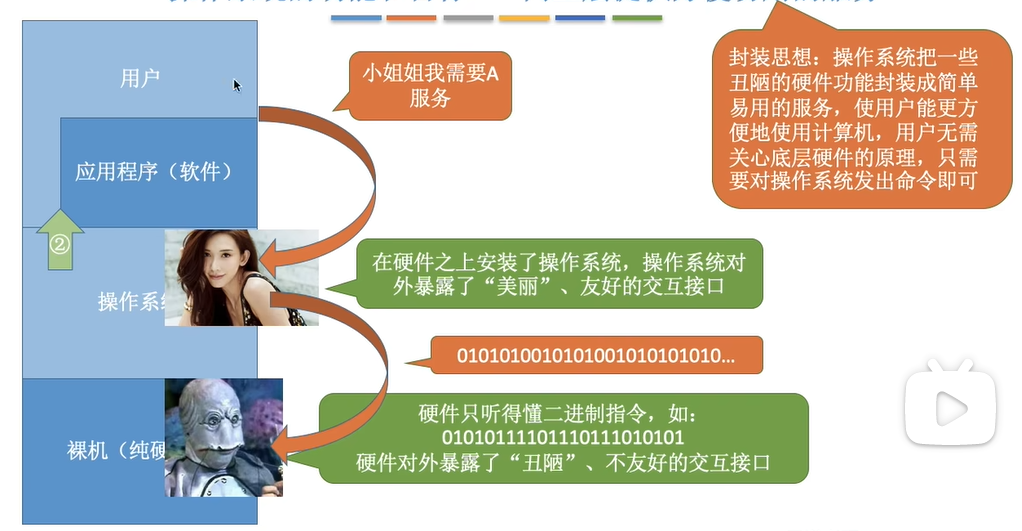 用户
小姐姐我需要A
服务
封装思想：操作系统把一些
丑陋的硬件功能封装成简单
易用的服务，使用户能更方
便地使用计算机，用户无需
关心底层硬件的原理，只需
要对操作系统发出命令即可
应用程序（软件）
②
在硬件之上安装了操作系统，操作系统对
外暴露了“美丽”、友好的交互接口
操作系
0101010010101001010101010...
裸机（纯硬
硬件只听得懂二进制指令，如：
01010111101110111010101
硬件对外暴露了“丑陋”、不友好的交互接口